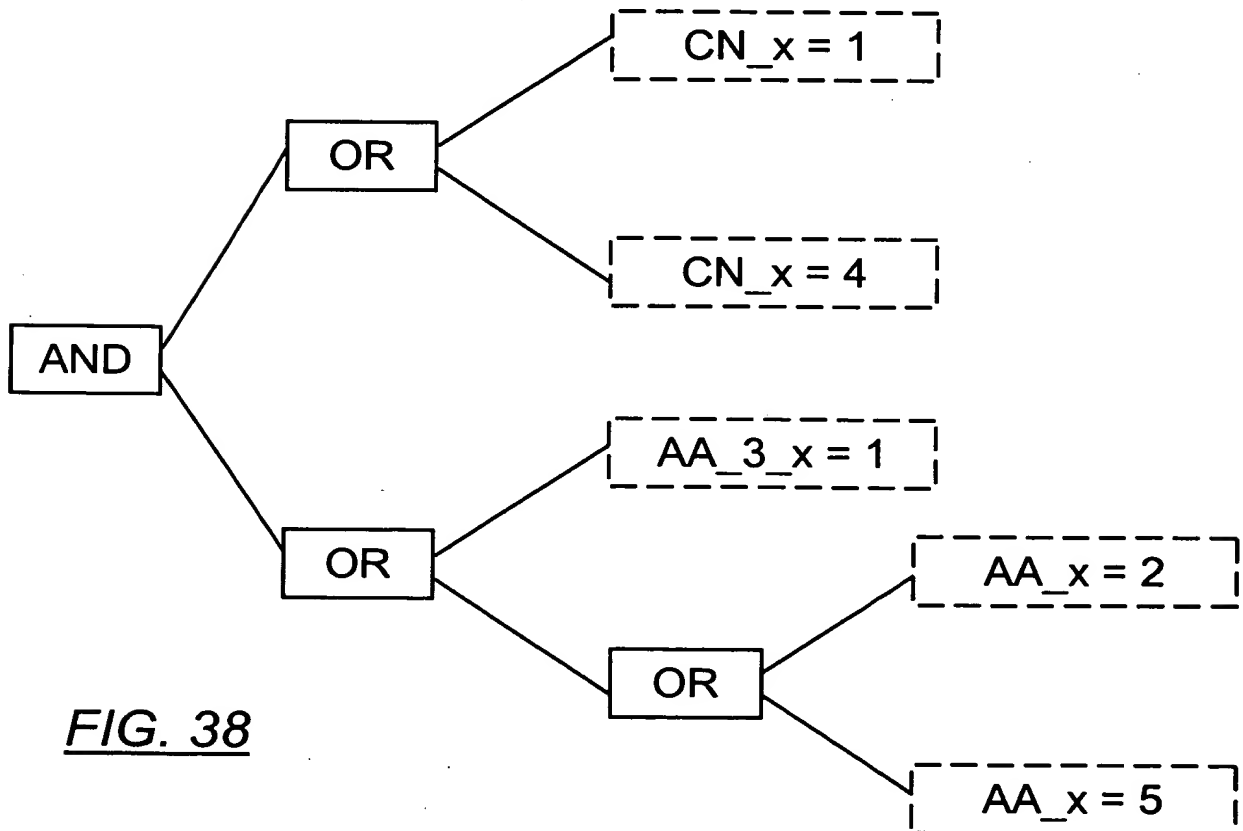 CN_x = 1
OR
CN_x = 4
AND
AA_3_x = 1
OR
AA_x = 2
OR
FIG. 38
AA_x = 5